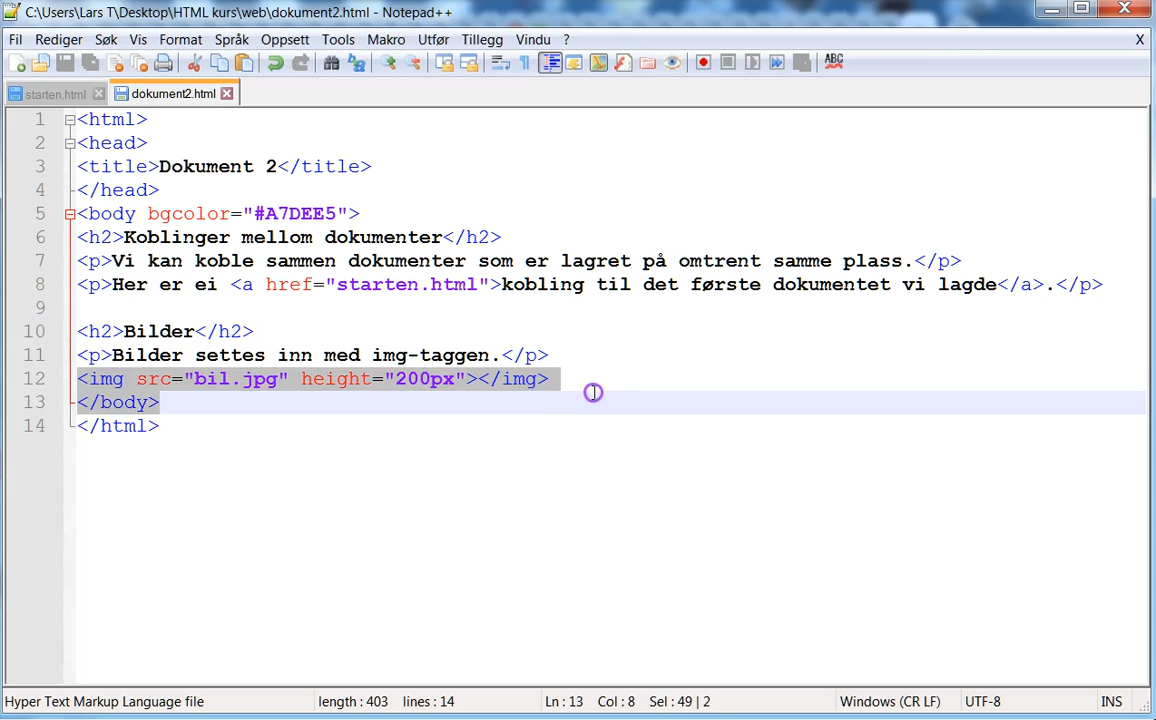 C:\Users\Lars T\Desktop\HTML kurs\web\dokument2.html - Notepad++
Fil Rediger Søk Vis Format Språk Oppsett Tools Makro Utfør Tillegg Vindu ? X
ABC
starten.html dokument2.html
1 <html>
2 <head>
3 <title>Dokument 2</title>
4 </head>
5 <body bgcolor="#A7DEE5">
6 <h2>Koblinger mellom dokumenter</h2>
7 <p>Vi kan koble sammen dokumenter som er lagret på omtrent samme plass.</p>
8 <p>Her er ei <a href="starten.html">kobling til det første dokumentet vi lagde</a>.</p>
9
10 <h2>Bilder</h2>
11 <p>Bilder settes inn med img-taggen.</p>
12 <img src="bil.jpg" height="200px"></img>
13 </body>
14 </html>
Hyper Text Markup Language file length : 403 lines : 14 Ln : 13 Col : 8 Sel : 49 | 2 Windows (CR LF) UTF-8 INS